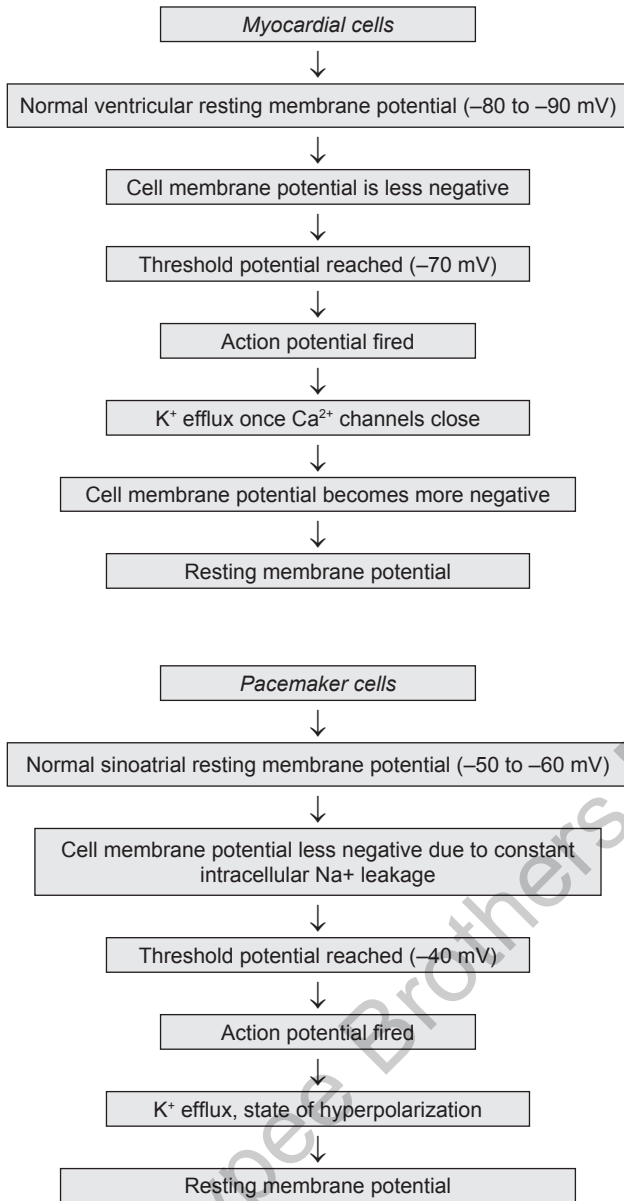 Myocardial cells
Normal ventricular resting membrane potential (–80 to –90 mV)
Cell membrane potential is less negative
Threshold potential reached (–70 mV)
Action potential fired
K⁺ efflux once Ca²⁺ channels close
Cell membrane potential becomes more negative
Resting membrane potential
Pacemaker cells
Normal sinoatrial resting membrane potential (–50 to –60 mV)
Cell membrane potential less negative due to constant
intracellular Na+ leakage
Threshold potential reached (–40 mV)
Action potential fired
K⁺ efflux, state of hyperpolarization
Resting membrane potential
Brothers